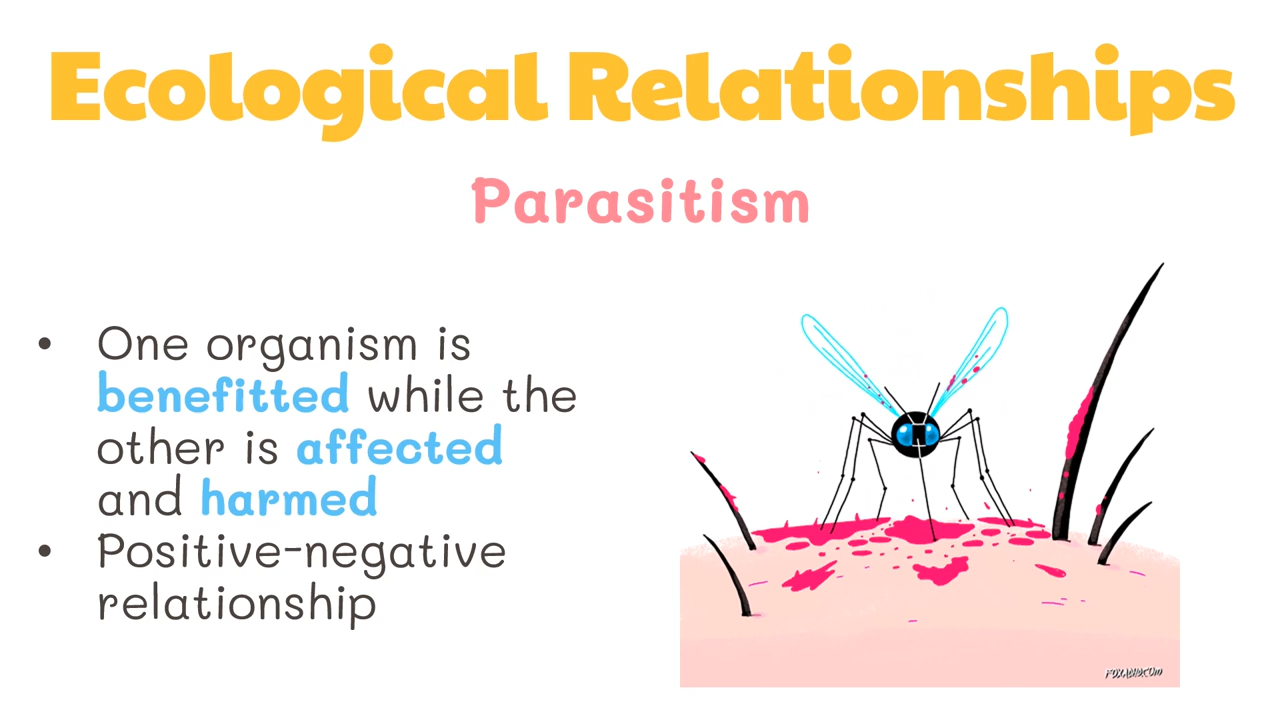 Ecological Relationships
Parasitism
• One organism is
benefitted while the
other is affected
and harmed
• Positive-negative
relationship